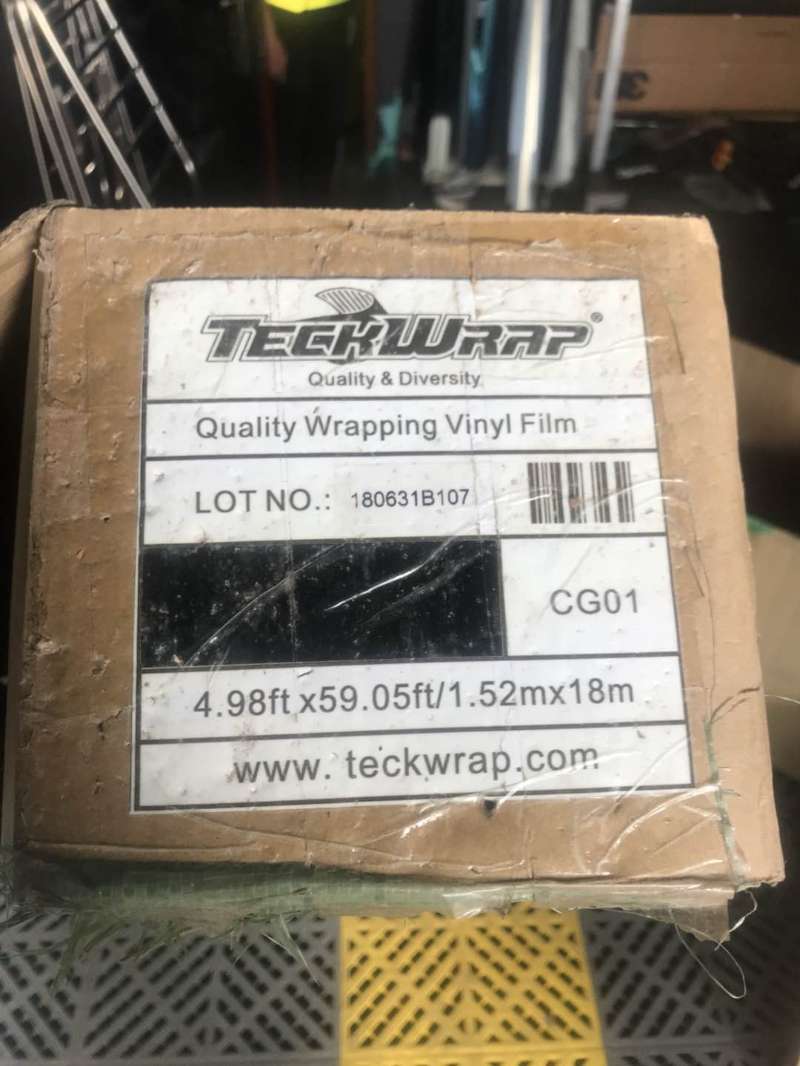 TECKWRAP®
Quality & Diversity
Quality Wrapping Vinyl Film
LOT NO.: 180631B107
CG01
4.98ft x59.05ft/1.52mx18m
www. teckwrap.com